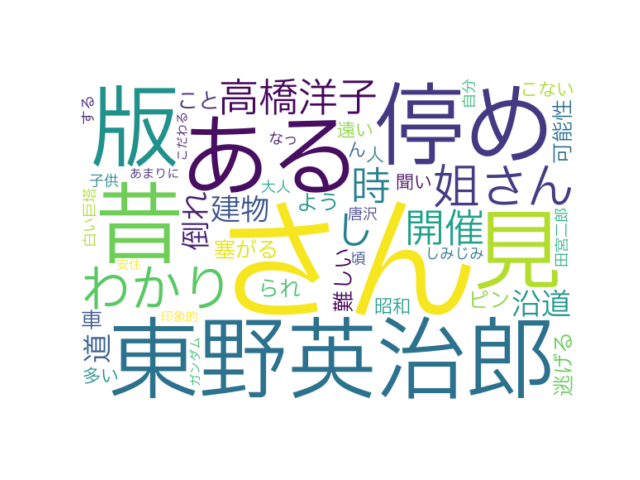 する
版
こと
高橋洋子
停め
自分
こない
こだわる
ある
なっ
遠い
ん
人
可能性
子供
あまりに
昔
倒れ
大人
時
聞い
姐さん
白い巨塔
建物
よう
唐沢
し
開催
しみじみ
見
田宮二郎
塞がる
さん
難しい
安住
わかり
られ
昭和
ピン
沿道
車
道
印象的
多い
ガンダム
東野英治郎
逃げる